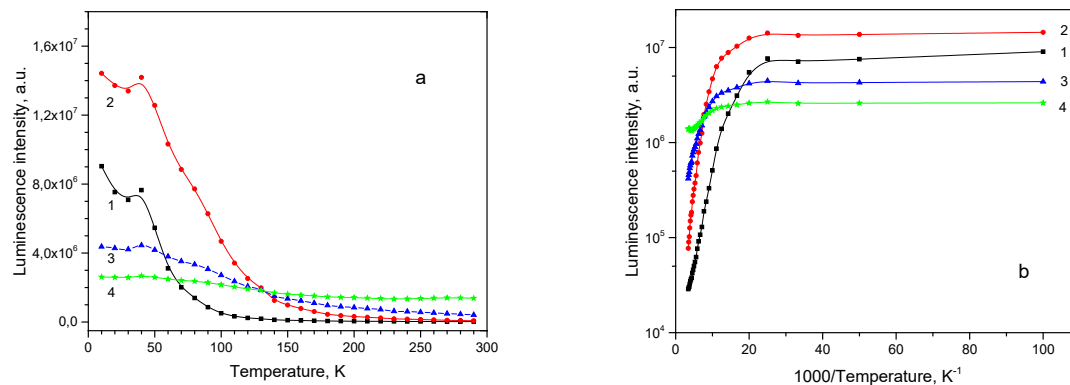 Luminescence intensity, a.u.
1,6x10⁷
1,2x10⁷
8,0x10⁶
4,0x10⁶
0,0
0 50 100 150 200 250 300
Temperature, K
a
2
1
3
4
Luminescence intensity, a.u.
10⁷
10⁶
10⁵
10⁴
0 20 40 60 80 100
1000/Temperature, K⁻¹
2
1
3
4
b